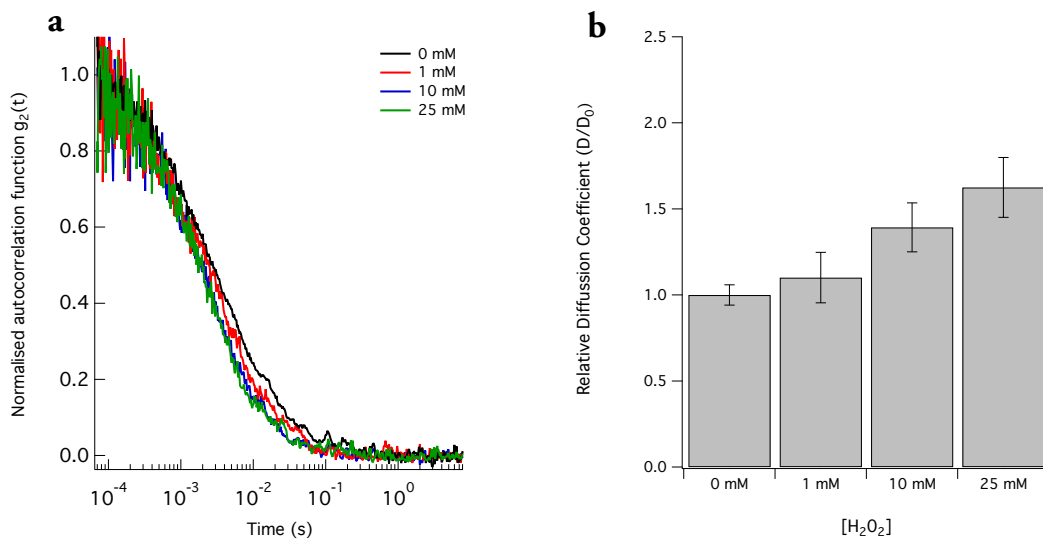 a
0 mM
1 mM
10 mM
25 mM
Normalised autocorrelation function g₂(t)
1.0
0.8
0.6
0.4
0.2
0.0
10⁻⁴ 10⁻³ 10⁻² 10⁻¹ 10⁰
Time (s)
b
Relative Diffussion Coefficient (D/D₀)
2.5
2.0
1.5
1.0
0.5
0.0
0 mM 1 mM 10 mM 25 mM
[H₂O₂]